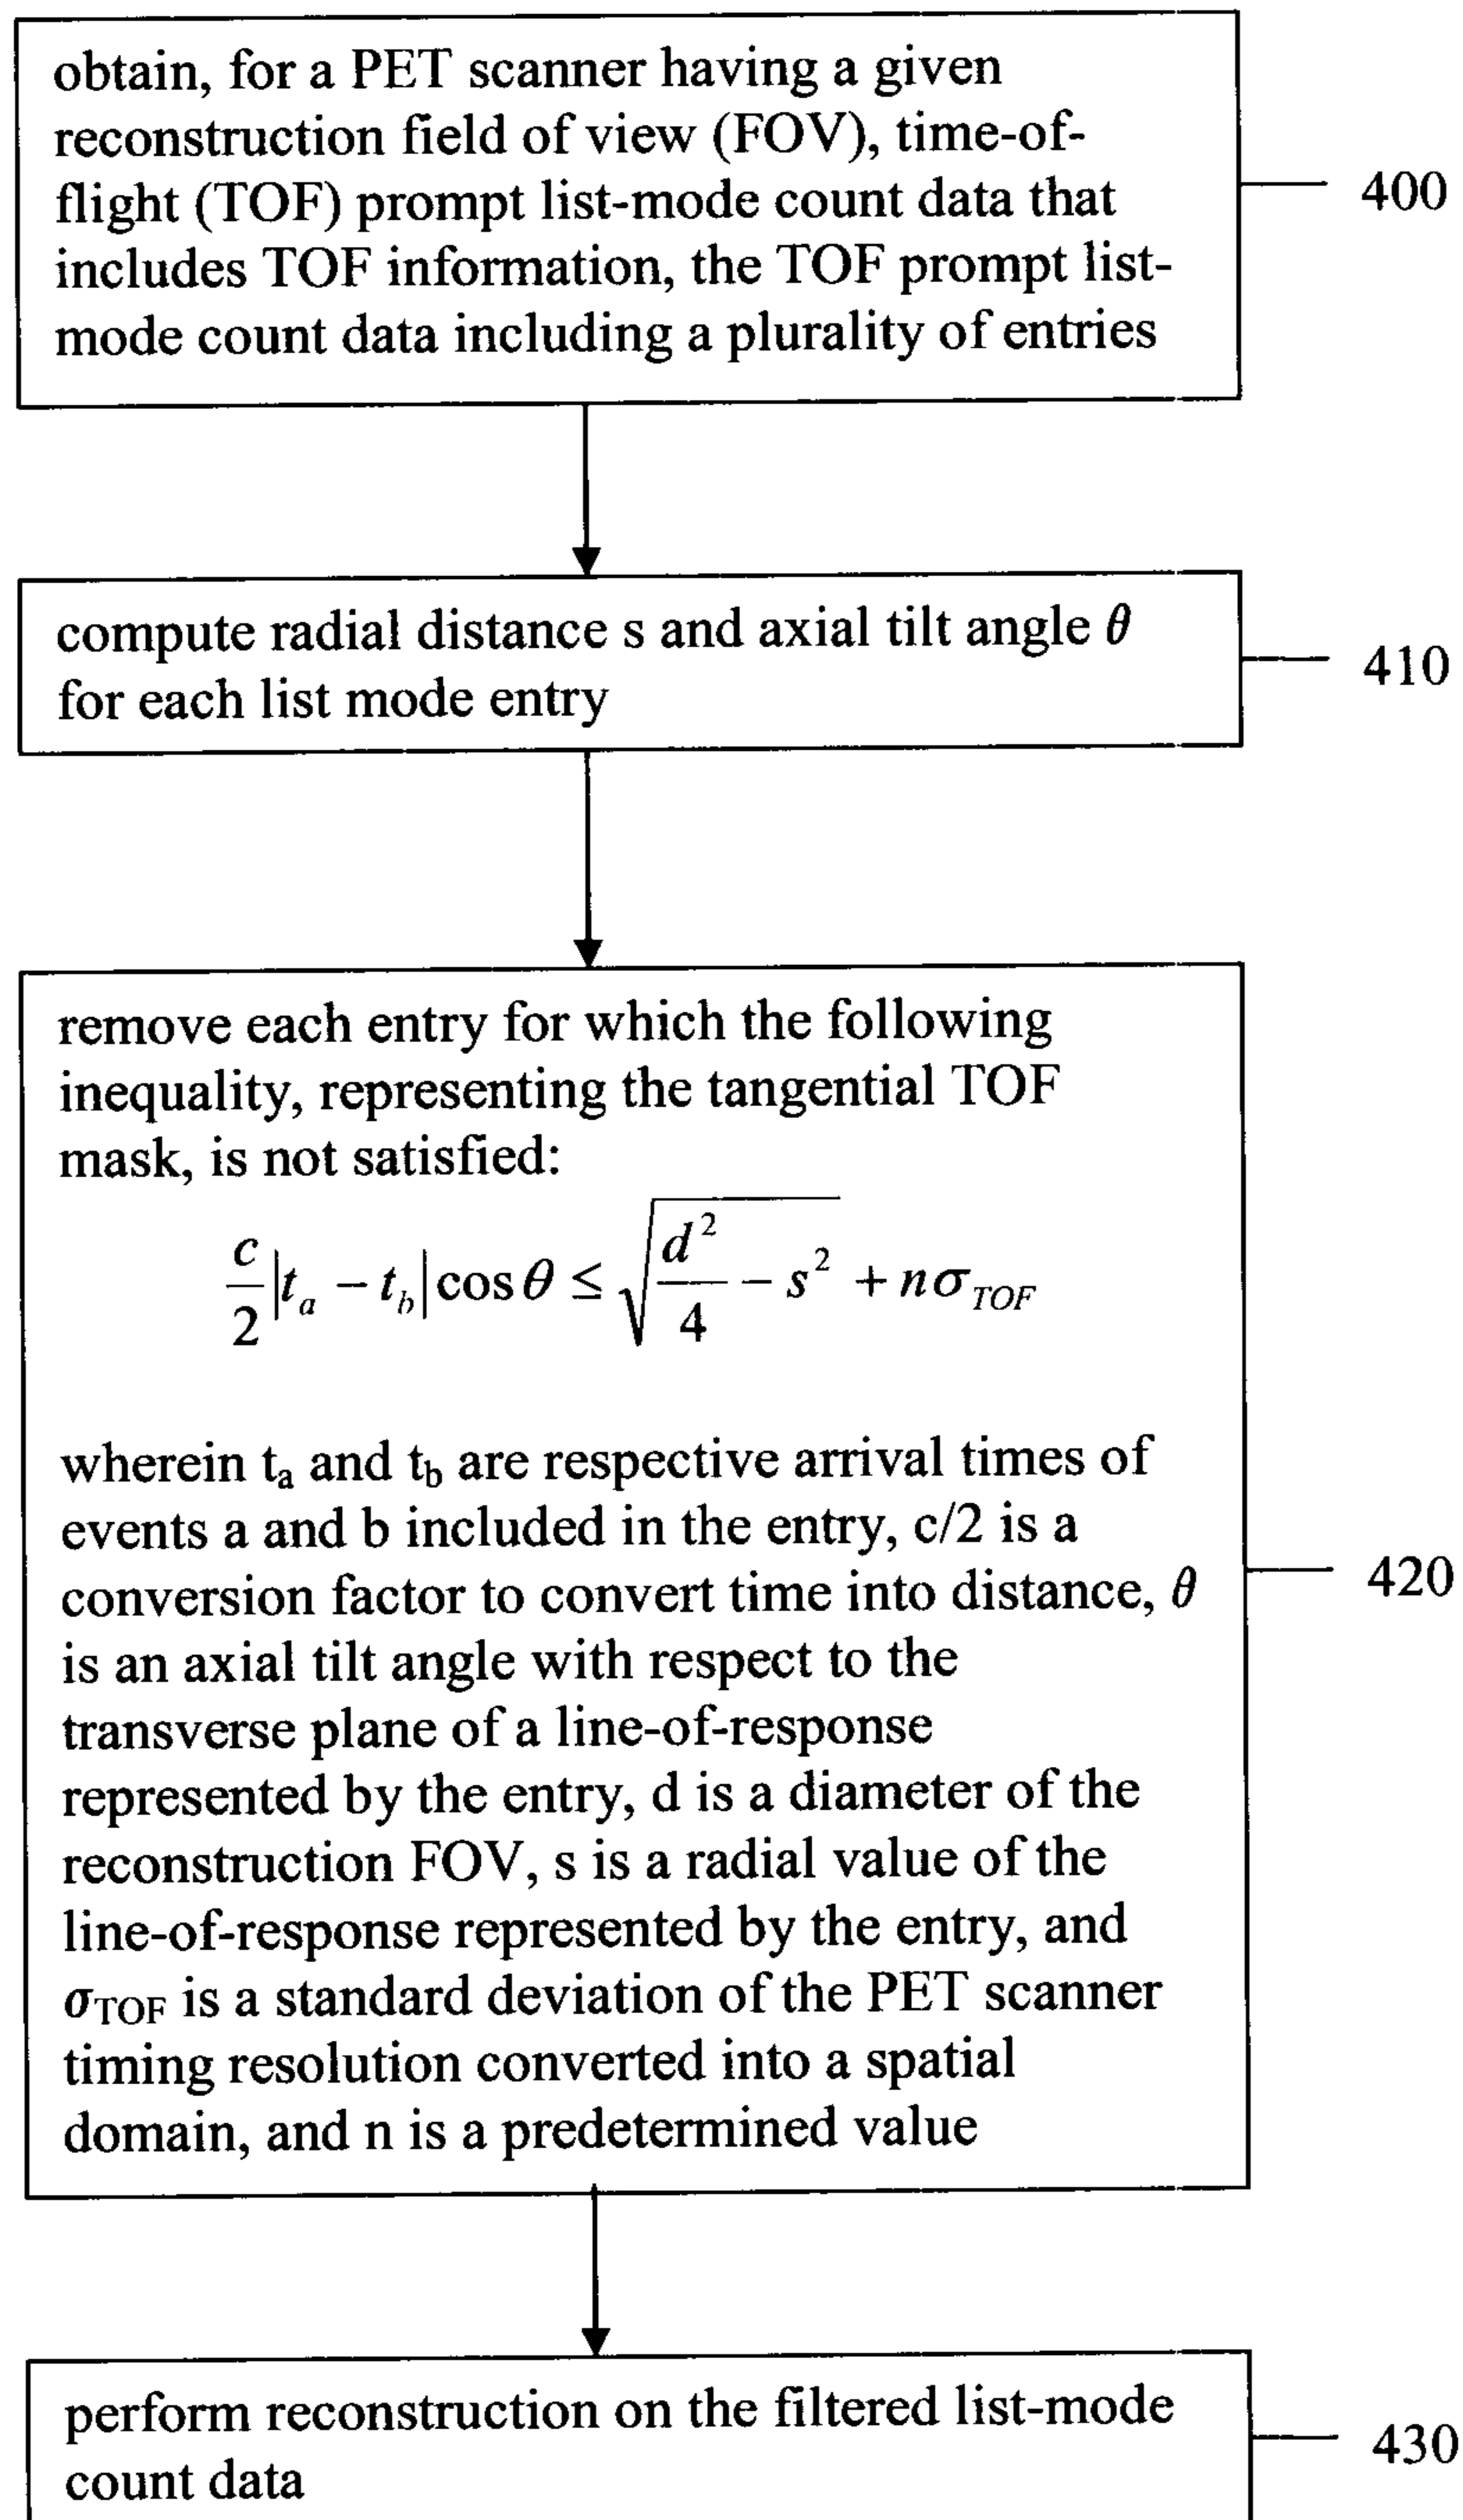 obtain, for a PET scanner having a given
reconstruction field of view (FOV), time-of-
flight (TOF) prompt list-mode count data that
includes TOF information, the TOF prompt list-
mode count data including a plurality of entries
400
compute radial distance s and axial tilt angle θ
for each list mode entry
410
remove each entry for which the following
inequality, representing the tangential TOF
mask, is not satisfied:
c/2 |t_a − t_b| cos θ ≤ √(d²/4 − s²) + nσ_TOF
wherein t_a and t_b are respective arrival times of
events a and b included in the entry, c/2 is a
conversion factor to convert time into distance, θ
is an axial tilt angle with respect to the
transverse plane of a line-of-response
represented by the entry, d is a diameter of the
reconstruction FOV, s is a radial value of the
line-of-response represented by the entry, and
σ_TOF is a standard deviation of the PET scanner
timing resolution converted into a spatial
domain, and n is a predetermined value
420
perform reconstruction on the filtered list-mode
count data
430